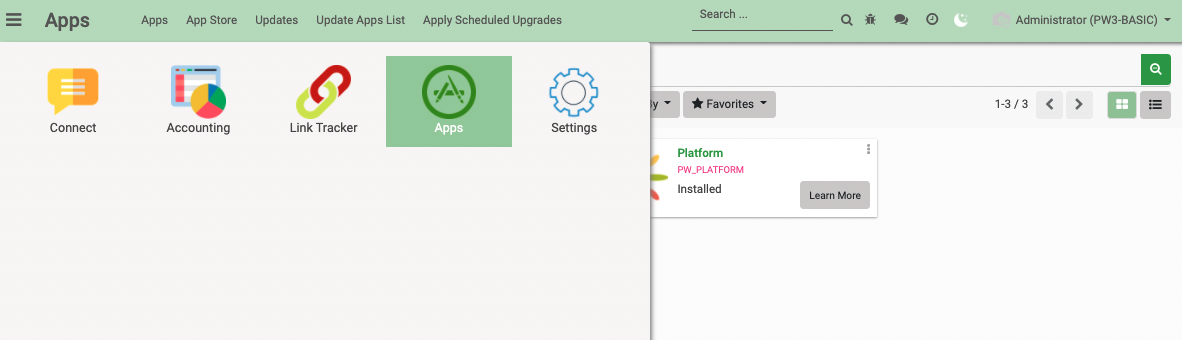 Apps Apps App Store Updates Update Apps List Apply Scheduled Upgrades Search ... Administrator (PW3-BASIC)
Connect Accounting Link Tracker Apps Settings
Favorites 1-3 / 3
Platform
PW_PLATFORM
Installed
Learn More